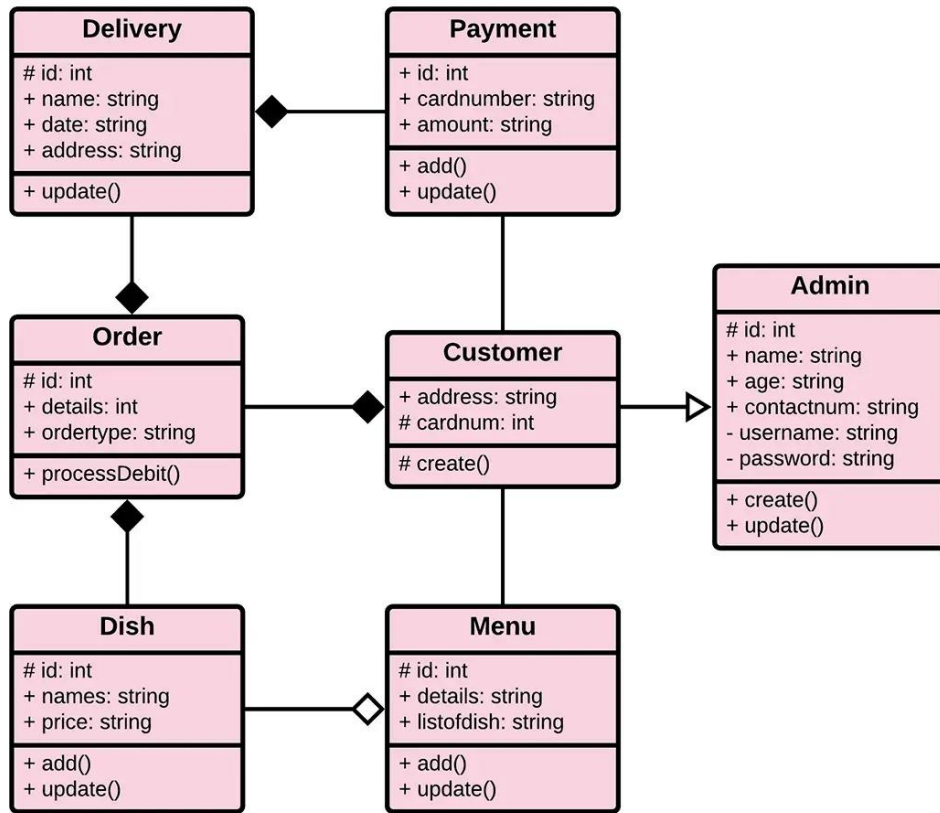 Delivery
# id: int
+ name: string
+ date: string
+ address: string
+ update()
Payment
+ id: int
+ cardnumber: string
+ amount: string
+ add()
+ update()
Order
# id: int
+ details: int
+ ordertype: string
+ processDebit()
Customer
+ address: string
# cardnum: int
# create()
Admin
# id: int
+ name: string
+ age: string
+ contactnum: string
- username: string
- password: string
+ create()
+ update()
Dish
# id: int
+ names: string
+ price: string
+ add()
+ update()
Menu
# id: int
+ details: string
+ listofdish: string
+ add()
+ update()